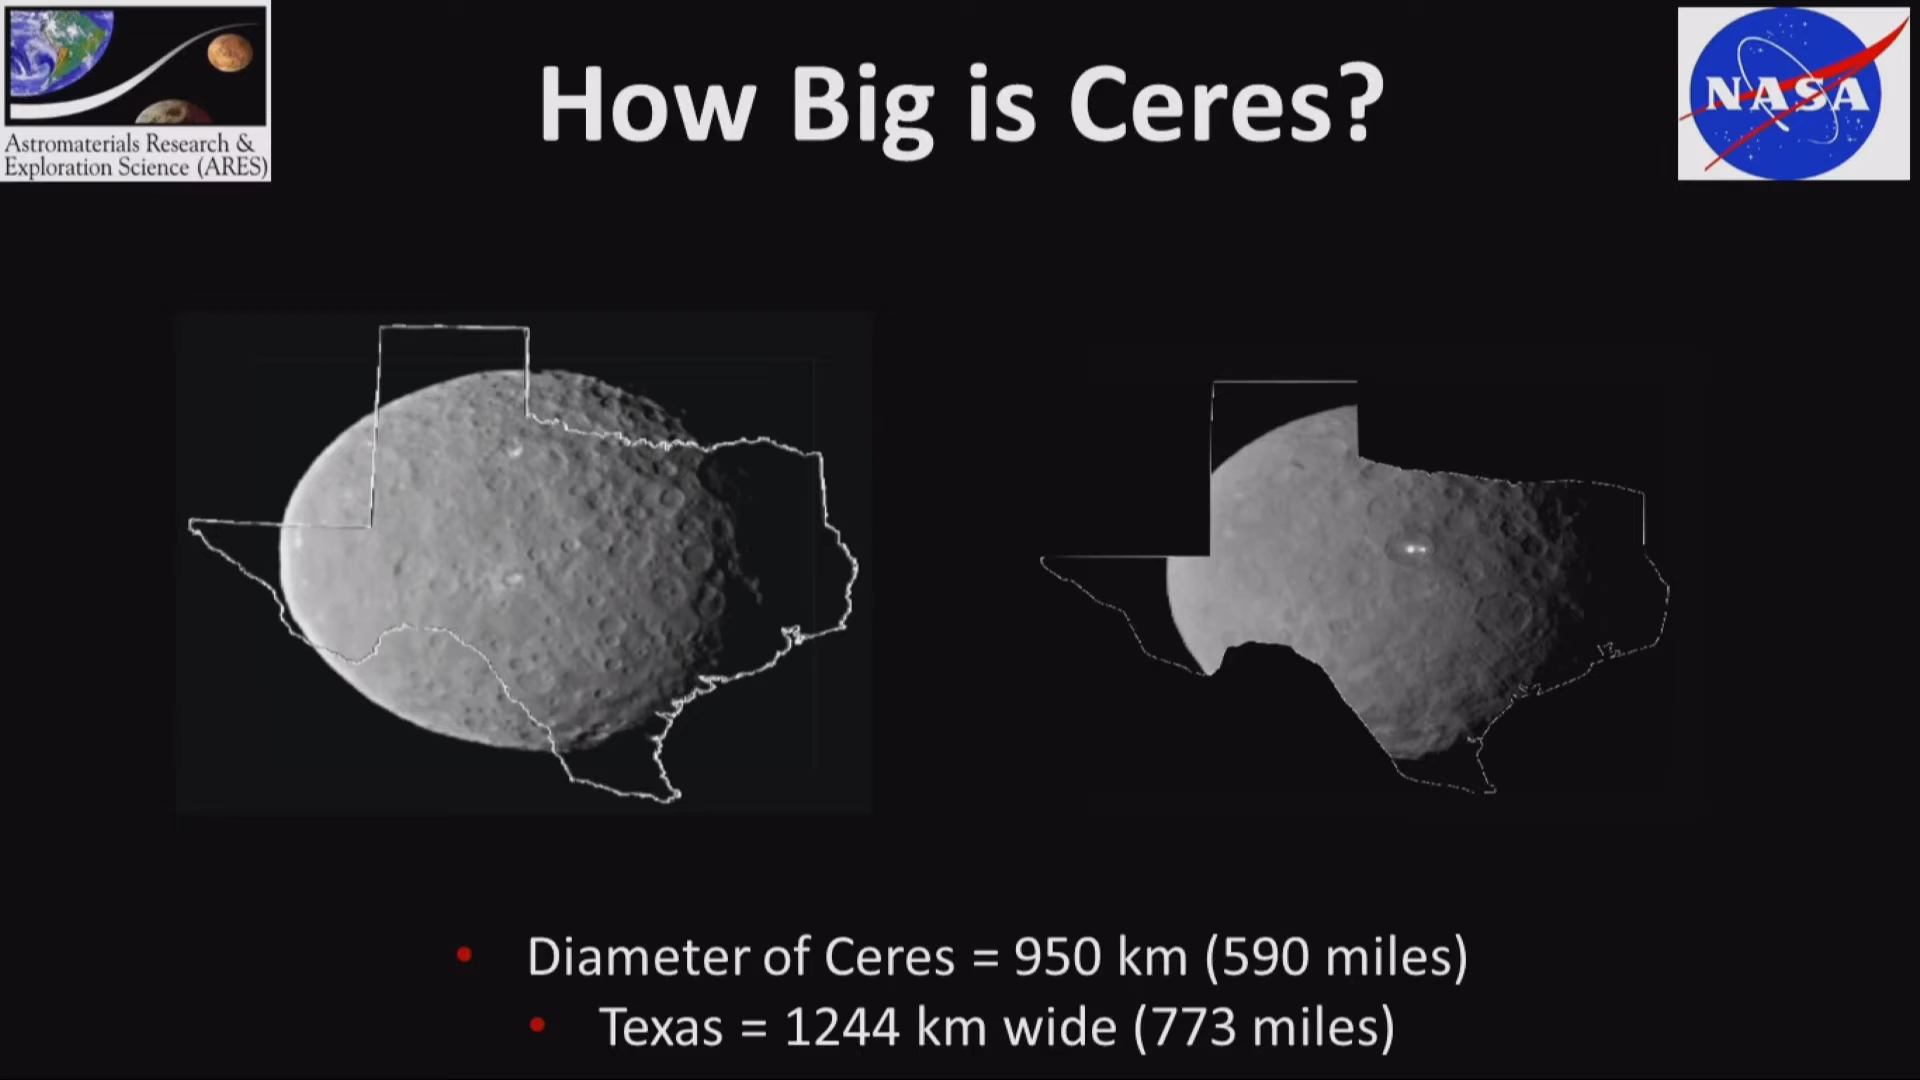 Astromaterials Research &
Exploration Science (ARES)
How Big is Ceres?
NASA
Diameter of Ceres = 950 km (590 miles)
Texas = 1244 km wide (773 miles)